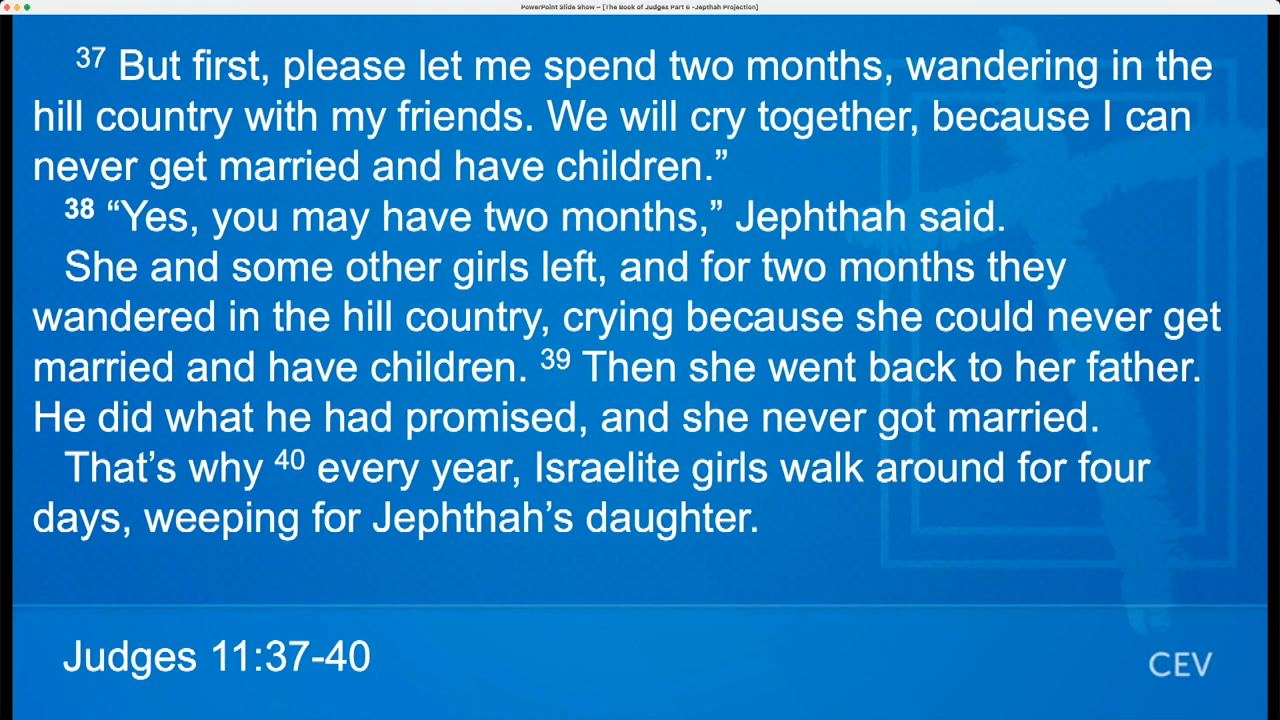 PowerPoint Slide Show – [The Book of Judges Part 6 -Jepthah Projection]
37 But first, please let me spend two months, wandering in the
hill country with my friends. We will cry together, because I can
never get married and have children.”
38 “Yes, you may have two months,” Jephthah said.
She and some other girls left, and for two months they
wandered in the hill country, crying because she could never get
married and have children. 39 Then she went back to her father.
He did what he had promised, and she never got married.
That’s why 40 every year, Israelite girls walk around for four
days, weeping for Jephthah’s daughter.
Judges 11:37-40
CEV